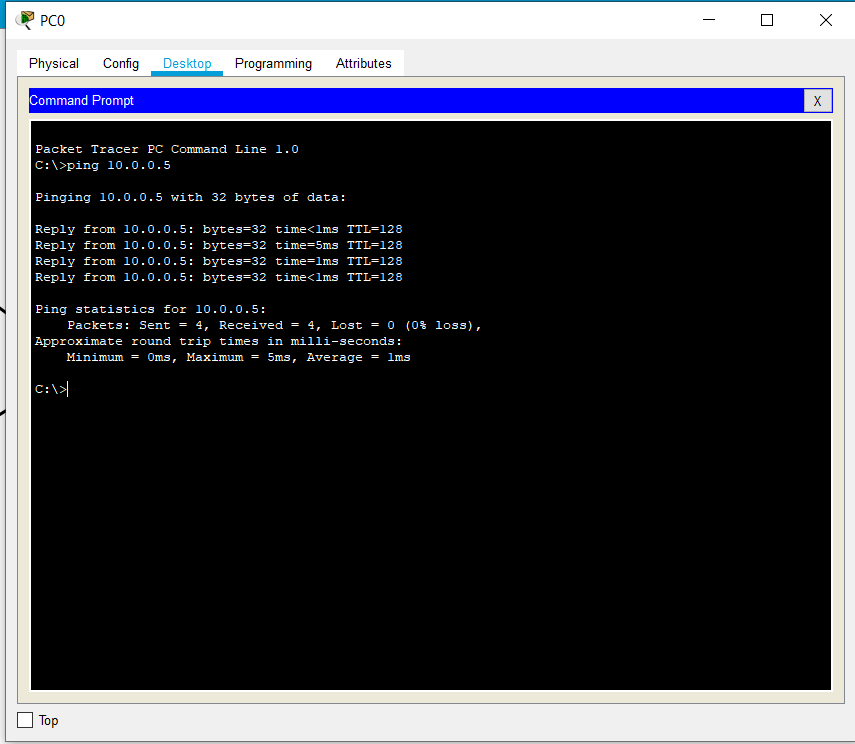 PC0
Physical Config Desktop Programming Attributes
Command Prompt
X
Packet Tracer PC Command Line 1.0
C:\>ping 10.0.0.5
Pinging 10.0.0.5 with 32 bytes of data:
Reply from 10.0.0.5: bytes=32 time<1ms TTL=128
Reply from 10.0.0.5: bytes=32 time=5ms TTL=128
Reply from 10.0.0.5: bytes=32 time=1ms TTL=128
Reply from 10.0.0.5: bytes=32 time<1ms TTL=128
Ping statistics for 10.0.0.5:
Packets: Sent = 4, Received = 4, Lost = 0 (0% loss),
Approximate round trip times in milli-seconds:
Minimum = 0ms, Maximum = 5ms, Average = 1ms
C:\>
Top